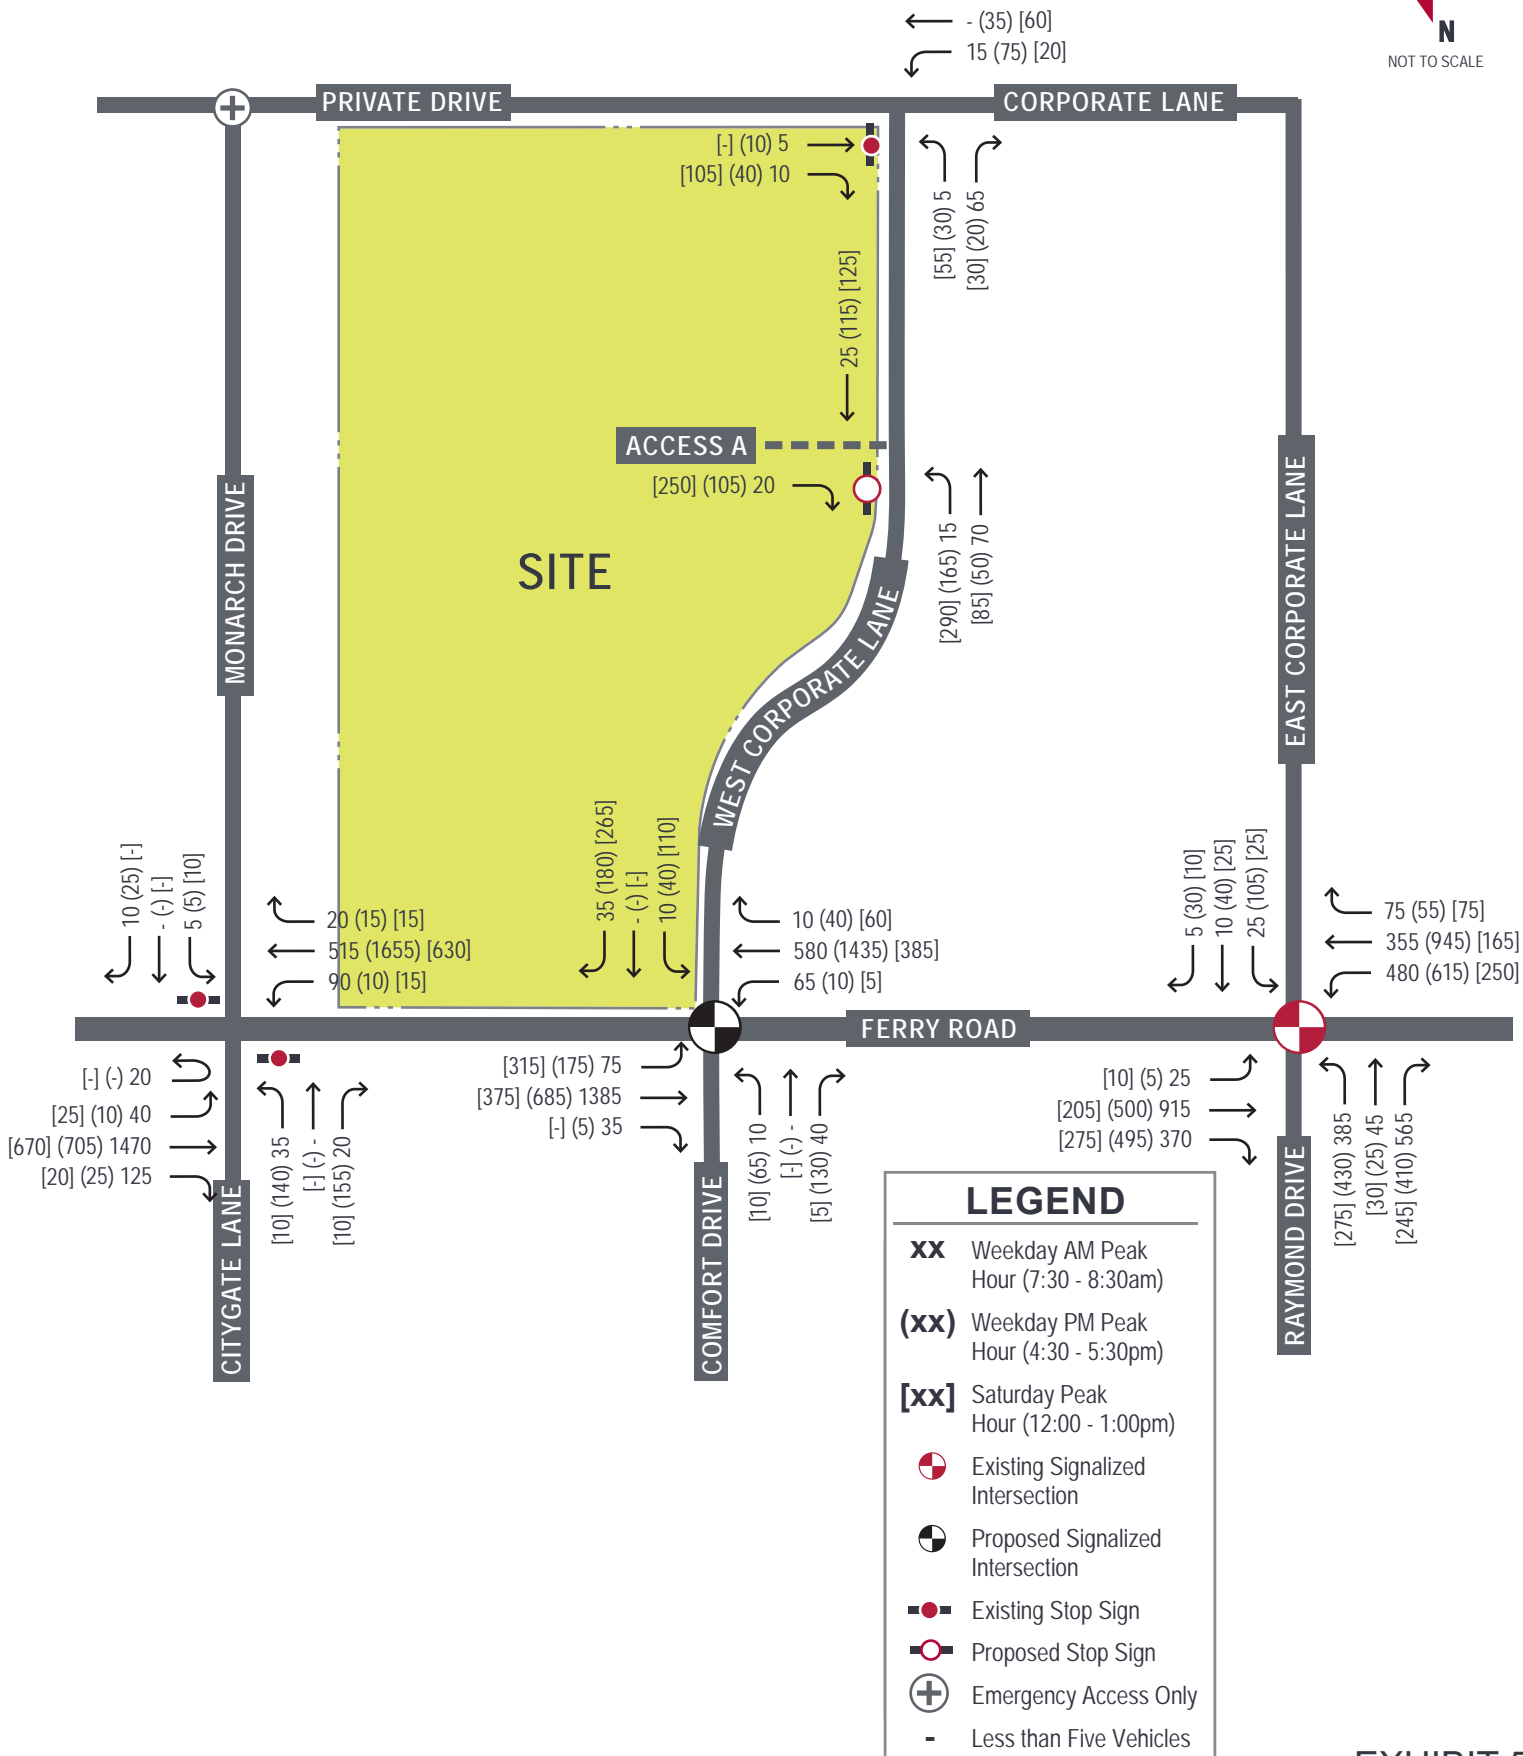 - (35) [60]
15 (75) [20]
N
NOT TO SCALE
PRIVATE DRIVE
CORPORATE LANE
[-] (10) 5
[105] (40) 10
[55] (30) 5
[30] (20) 65
25 (115) [125]
ACCESS A
[250] (105) 20
[290] (165) 15
[85] (50) 70
SITE
MONARCH DRIVE
WEST CORPORATE LANE
EAST CORPORATE LANE
10 (25) [-]
- (-) [-]
5 (5) [10]
20 (15) [15]
515 (1655) [630]
90 (10) [15]
35 (180) [265]
- (-) [-]
10 (40) [110]
10 (40) [60]
580 (1435) [385]
65 (10) [5]
5 (30) [10]
10 (40) [25]
25 (105) [25]
75 (55) [75]
355 (945) [165]
480 (615) [250]
FERRY ROAD
[-] (-) 20
[25] (10) 40
[670] (705) 1470
[20] (25) 125
[10] (140) 35
[-] (-) -
[10] (155) 20
[315] (175) 75
[375] (685) 1385
[-] (5) 35
[10] (65) 10
[-] (-) -
[5] (130) 40
[10] (5) 25
[205] (500) 915
[275] (495) 370
[275] (430) 385
[30] (25) 45
[245] (410) 565
CITYGATE LANE
COMFORT DRIVE
RAYMOND DRIVE
LEGEND
xx Weekday AM Peak
Hour (7:30 - 8:30am)
(xx) Weekday PM Peak
Hour (4:30 - 5:30pm)
[xx] Saturday Peak
Hour (12:00 - 1:00pm)
Existing Signalized
Intersection
Proposed Signalized
Intersection
Existing Stop Sign
Proposed Stop Sign
Emergency Access Only
- Less than Five Vehicles
EXHIBIT